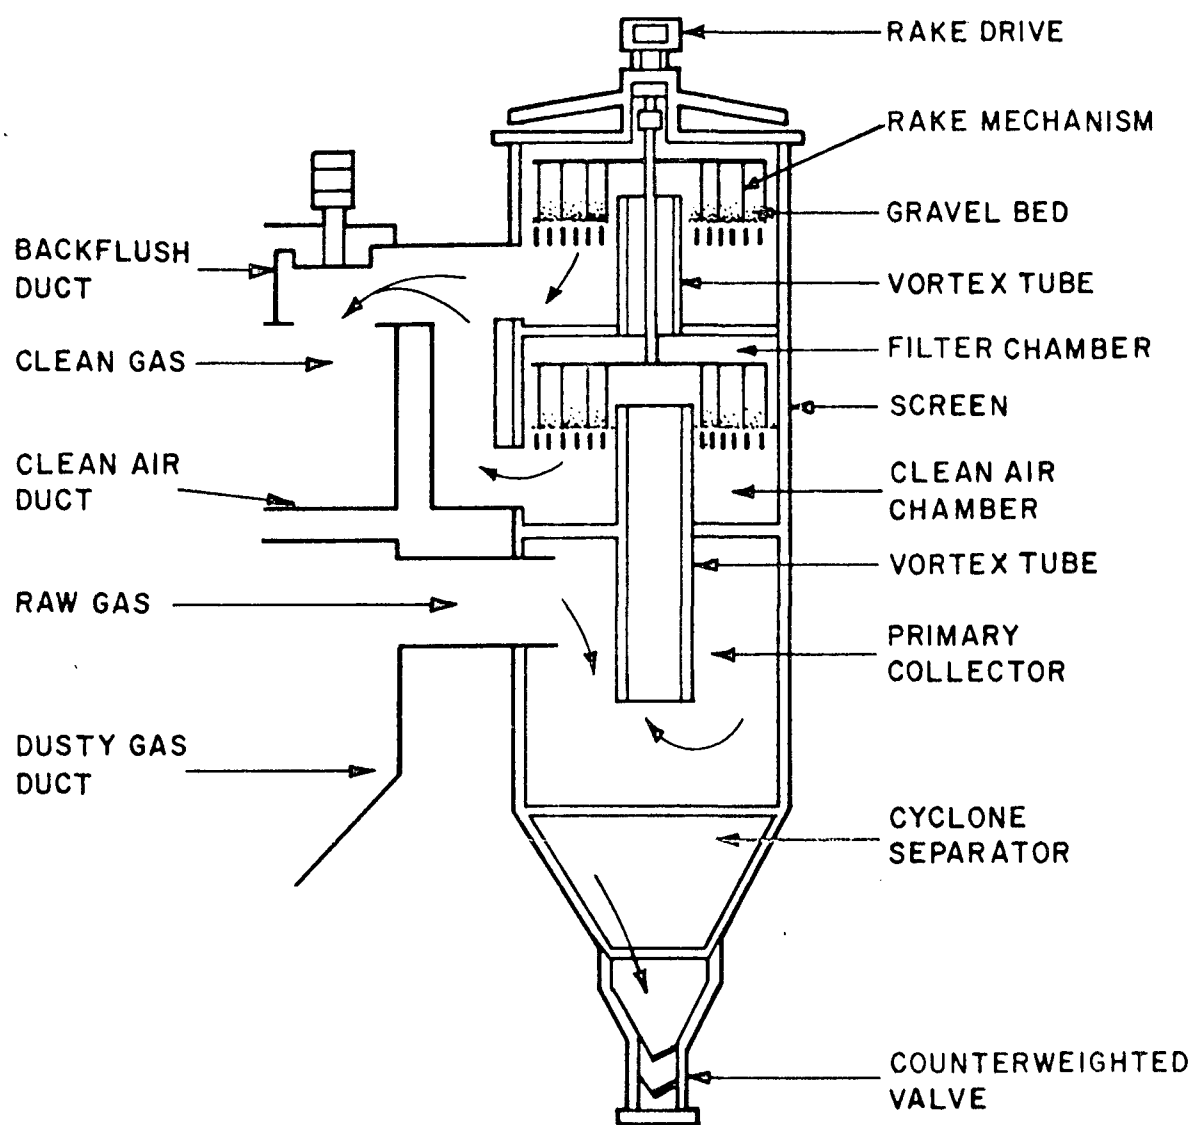 RAKE DRIVE
RAKE MECHANISM
GRAVEL BED
VORTEX TUBE
FILTER CHAMBER
SCREEN
CLEAN AIR
CHAMBER
VORTEX TUBE
PRIMARY
COLLECTOR
CYCLONE
SEPARATOR
COUNTERWEIGHTED
VALVE
BACKFLUSH
DUCT
CLEAN GAS
CLEAN AIR
DUCT
RAW GAS
DUSTY GAS
DUCT